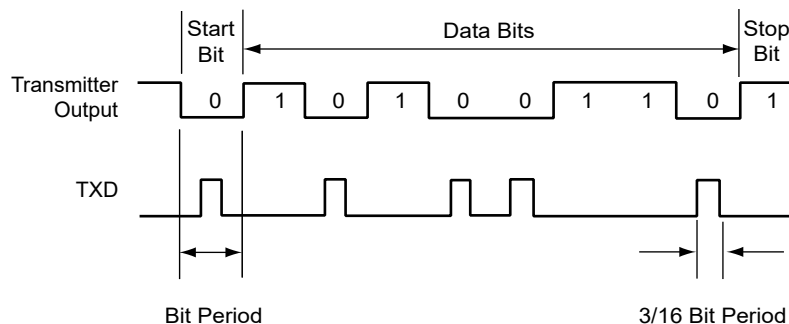 Start Bit
Data Bits
Stop Bit
Transmitter Output
0 1 0 1 0 0 1 1 0 1
TXD
Bit Period
3/16 Bit Period